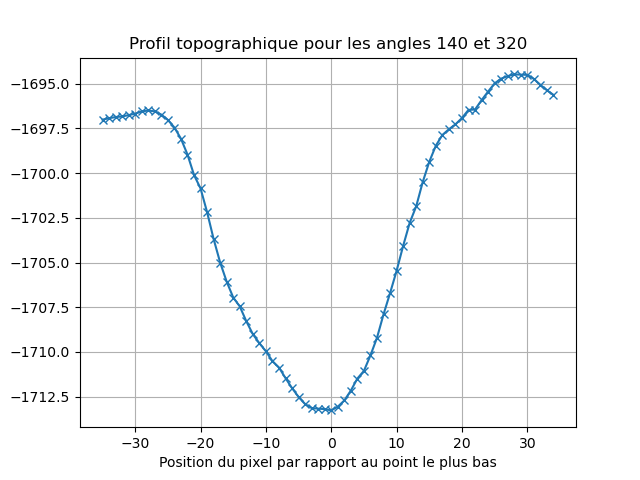 Profil topographique pour les angles 140 et 320
−1695.0
−1697.5
−1700.0
−1702.5
−1705.0
−1707.5
−1710.0
−1712.5
−30 −20 −10 0 10 20 30
Position du pixel par rapport au point le plus bas